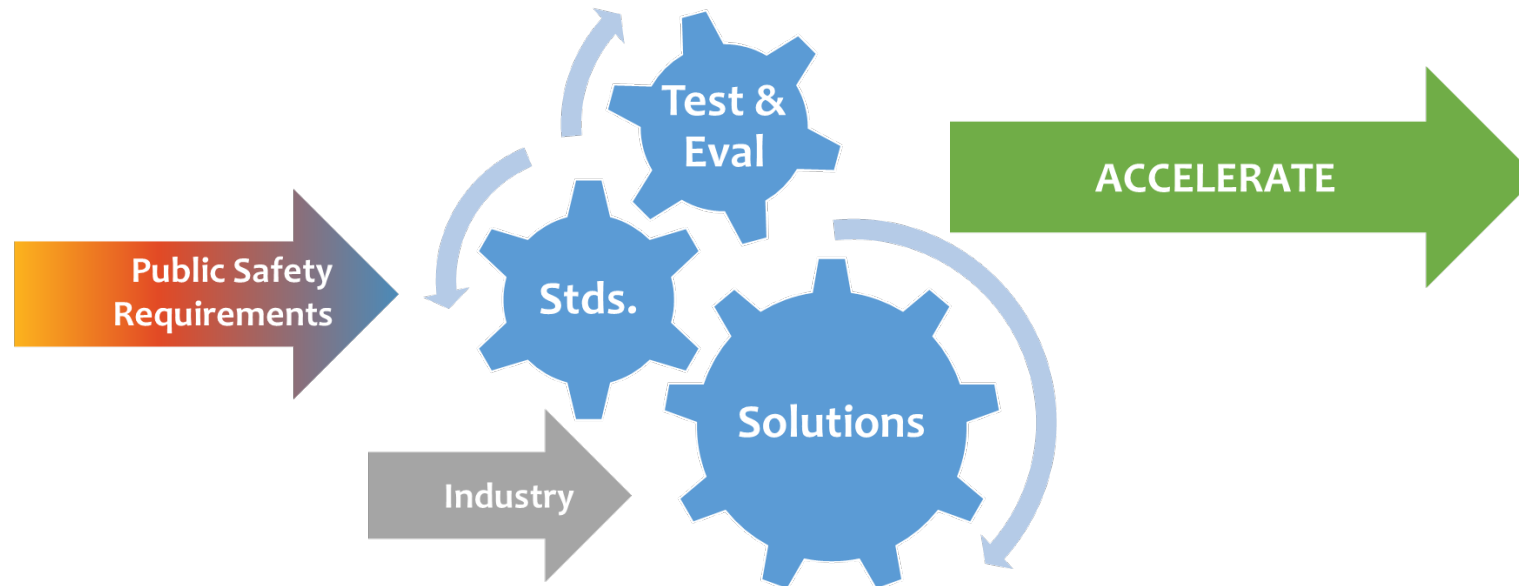 Test &
Eval
ACCELERATE
Public Safety
Requirements
Stds.
Solutions
Industry